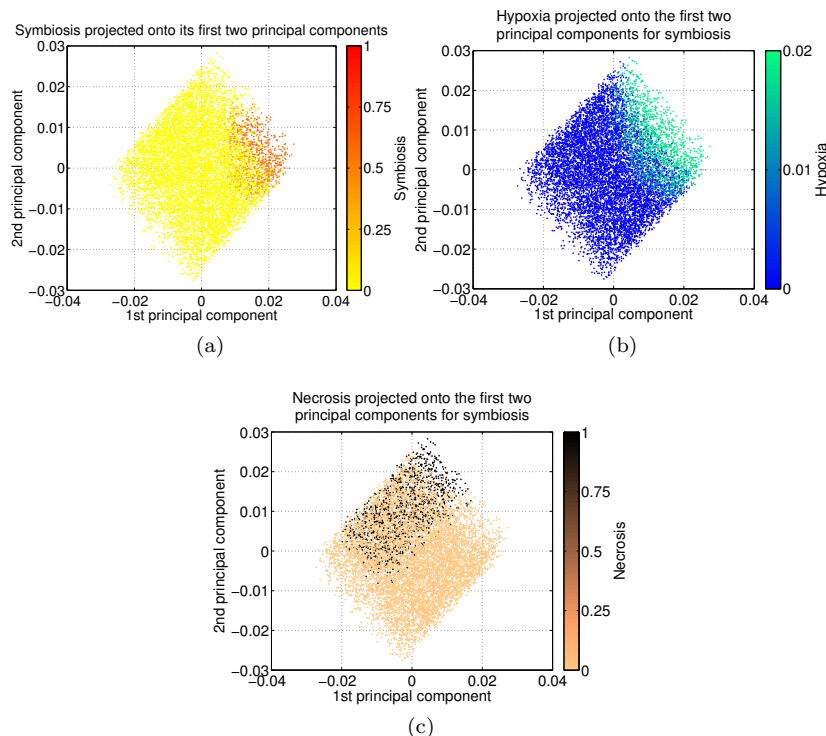 Symbiosis projected onto its first two principal components
0.03
0.02
0.01
0
−0.01
−0.02
−0.03
−0.04
−0.02
0
0.02
0.04
2nd principal component
1st principal component
1
0.75
0.5
0.25
0
Symbiosis
(a)
Hypoxia projected onto the first two
principal components for symbiosis
0.03
0.02
0.01
0
−0.01
−0.02
−0.03
−0.04
−0.02
0
0.02
0.04
2nd principal component
1st principal component
0.02
0.01
0
Hypoxia
(b)
Necrosis projected onto the first two
principal components for symbiosis
0.03
0.02
0.01
0
−0.01
−0.02
−0.03
−0.04
−0.02
0
0.02
0.04
2nd principal component
1st principal component
1
0.75
0.5
0.25
0
Necrosis
(c)